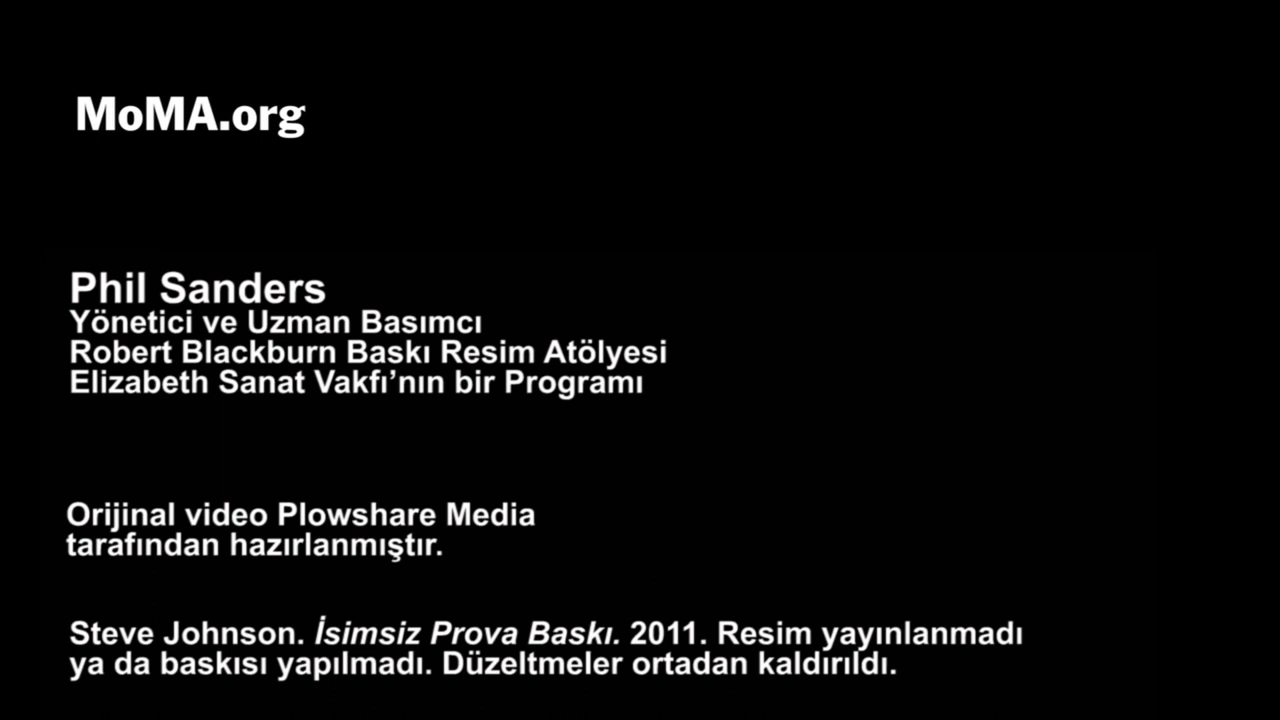 MoMA.org
Phil Sanders
Yönetici ve Uzman Basımcı
Robert Blackburn Baskı Resim Atölyesi
Elizabeth Sanat Vakfı’nın bir Programı
Orijinal video Plowshare Media
tarafından hazırlanmıştır.
Steve Johnson. İsimsiz Prova Baskı. 2011. Resim yayınlanmadı
ya da baskısı yapılmadı. Düzeltmeler ortadan kaldırıldı.